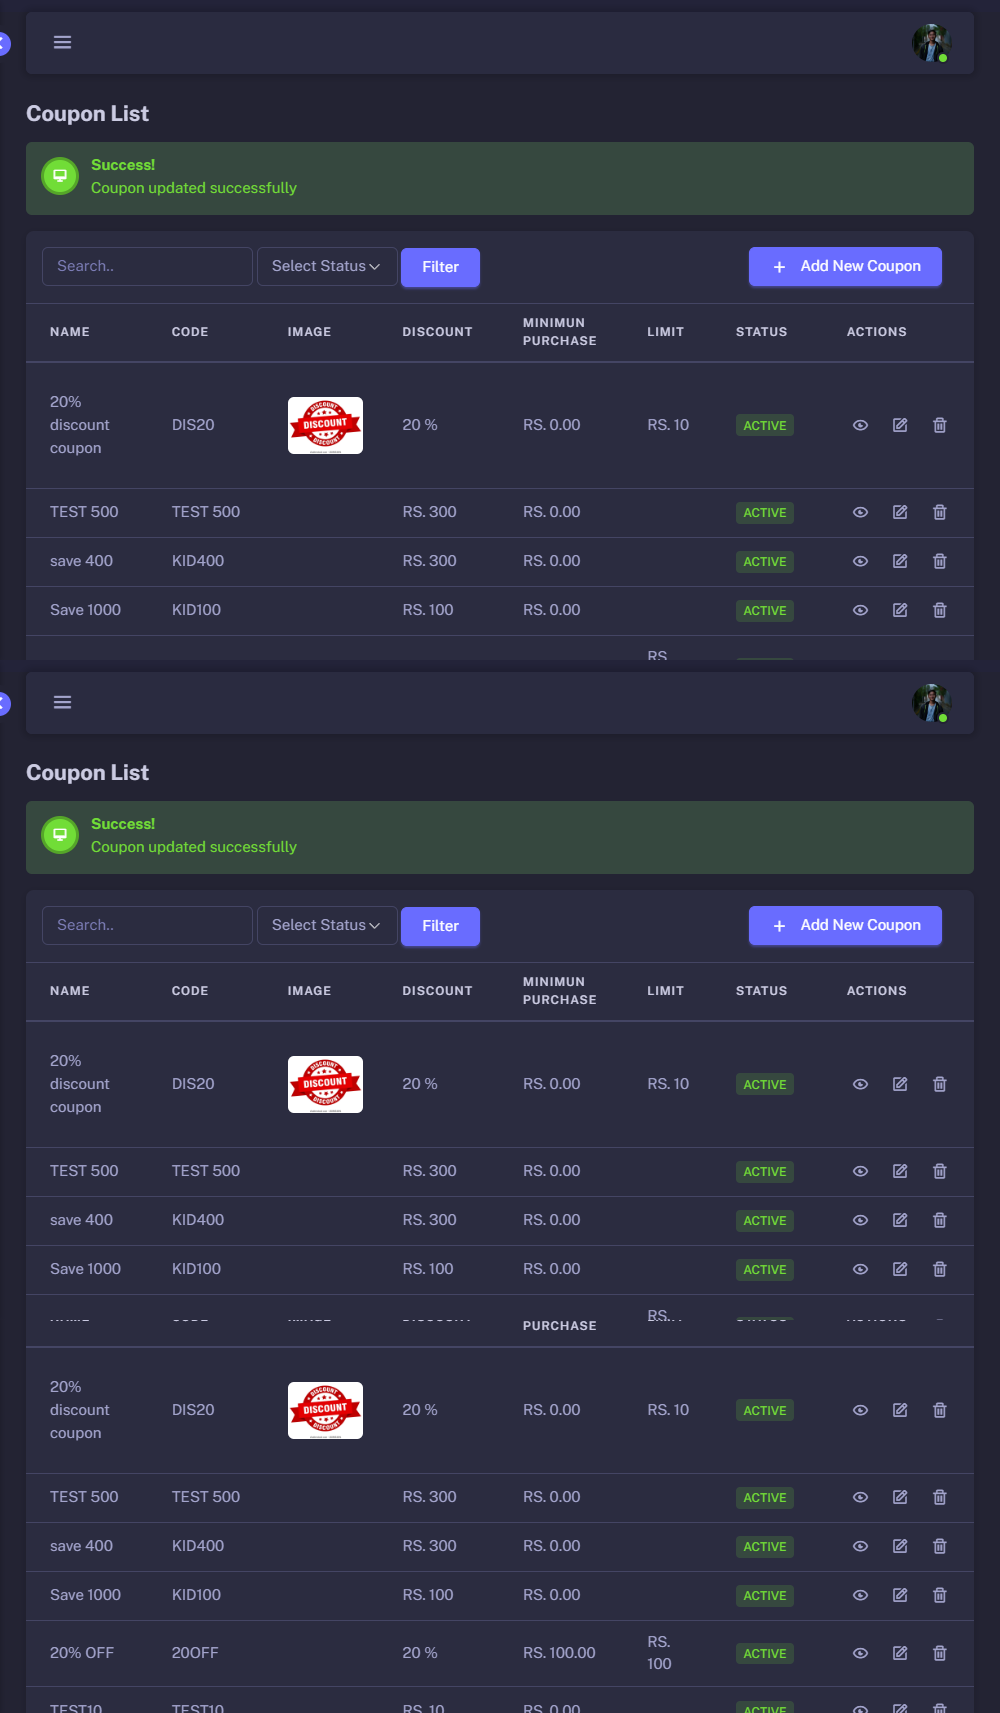 Coupon List
Success!
Coupon updated successfully
Search..
Select Status
Filter
+ Add New Coupon
NAME CODE IMAGE DISCOUNT MINIMUN PURCHASE LIMIT STATUS ACTIONS
20% discount coupon DIS20 DISCOUNT DISCOUNT DISCOUNT 20 % RS. 0.00 RS. 10 ACTIVE
TEST 500 TEST 500 RS. 300 RS. 0.00 ACTIVE
save 400 KID400 RS. 300 RS. 0.00 ACTIVE
Save 1000 KID100 RS. 100 RS. 0.00 ACTIVE
RS.
Coupon List
Success!
Coupon updated successfully
Search..
Select Status
Filter
+ Add New Coupon
NAME CODE IMAGE DISCOUNT MINIMUN PURCHASE LIMIT STATUS ACTIONS
20% discount coupon DIS20 DISCOUNT DISCOUNT DISCOUNT 20 % RS. 0.00 RS. 10 ACTIVE
TEST 500 TEST 500 RS. 300 RS. 0.00 ACTIVE
save 400 KID400 RS. 300 RS. 0.00 ACTIVE
Save 1000 KID100 RS. 100 RS. 0.00 ACTIVE
RS.
PURCHASE
20% discount coupon DIS20 DISCOUNT DISCOUNT DISCOUNT 20 % RS. 0.00 RS. 10 ACTIVE
TEST 500 TEST 500 RS. 300 RS. 0.00 ACTIVE
save 400 KID400 RS. 300 RS. 0.00 ACTIVE
Save 1000 KID100 RS. 100 RS. 0.00 ACTIVE
20% OFF 20OFF 20 % RS. 100.00 RS. 100 ACTIVE
TEST10 TEST10 RS. 10 RS. 0.00 ACTIVE